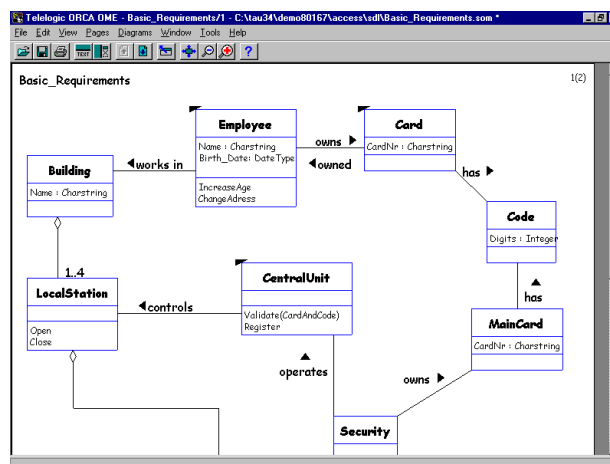 Telelogic ORCA OME - Basic_Requirements/1 - C:\tau34\demo80167\access\sdl\Basic_Requirements.som *
File Edit View Pages Diagrams Window Tools Help
TEXT
?
Basic_Requirements
1(2)
Employee
Name : Charstring
Birth_Date: DateType
IncreaseAge
ChangeAdress
owns
owned
Card
CardNr : Charstring
works in
Building
Name : Charstring
has
Code
Digits : Integer
1..4
LocalStation
Open
Close
controls
CentralUnit
Validate(CardAndCode)
Register
has
MainCard
CardNr : Charstring
operates
owns
Security